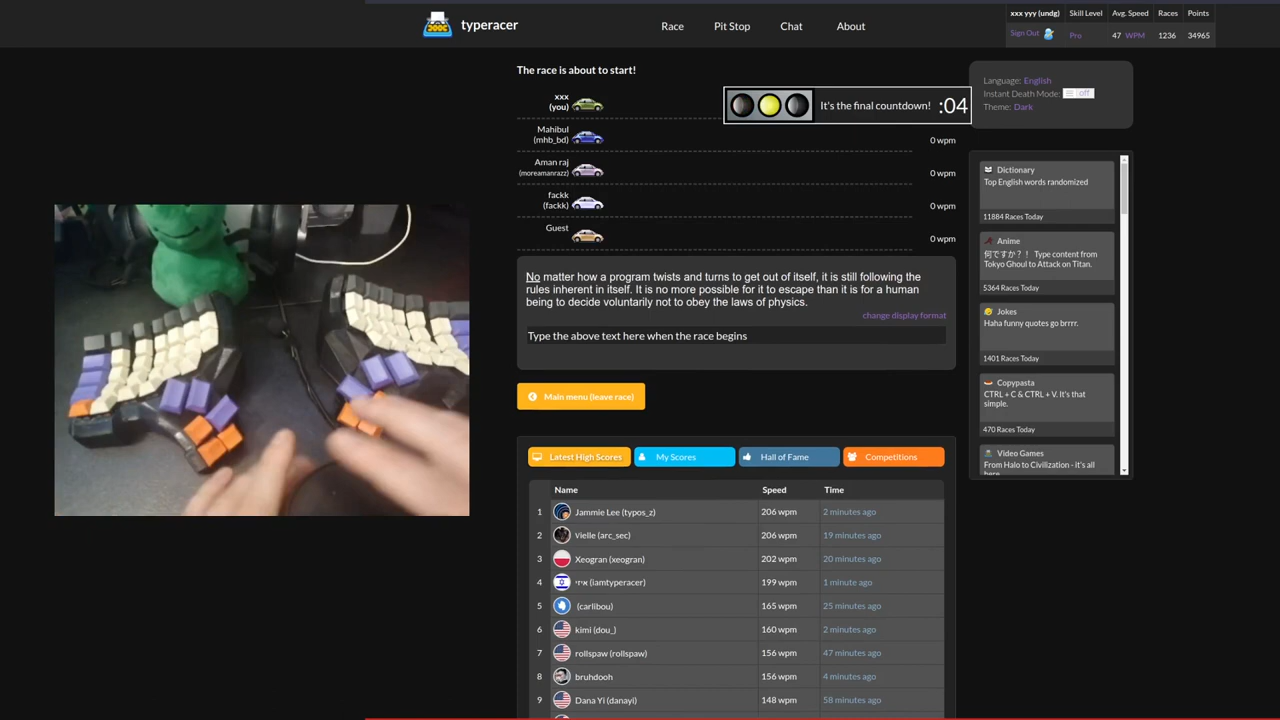 typeracer
Race Pit Stop Chat About
xxx yyy (undg) Skill Level Avg. Speed Races Points
Sign Out Pro 47 WPM 1236 34965
The race is about to start!
xxx
(you)
It's the final countdown! :04
Mahibul
(mhb_bd)
0 wpm
Aman raj
(moreamanrazz)
0 wpm
fackk
(fackk)
0 wpm
Guest
0 wpm
No matter how a program twists and turns to get out of itself, it is still following the
rules inherent in itself. It is no more possible for it to escape than it is for a human
being to decide voluntarily not to obey the laws of physics.
change display format
Type the above text here when the race begins
Main menu (leave race)
Latest High Scores My Scores Hall of Fame Competitions
Name Speed Time
1 Jammie Lee (typos_z) 206 wpm 2 minutes ago
2 Vielle (arc_sec) 206 wpm 19 minutes ago
3 Xeogran (xeogran) 202 wpm 20 minutes ago
4 איזי (iamtyperacer) 199 wpm 1 minute ago
5 (carlibou) 165 wpm 25 minutes ago
6 kimi (dou_) 160 wpm 2 minutes ago
7 rollspaw (rollspaw) 156 wpm 47 minutes ago
8 bruhdooh 156 wpm 4 minutes ago
9 Dana Yi (danayi) 148 wpm 58 minutes ago
Language: English
Instant Death Mode: off
Theme: Dark
Dictionary
Top English words randomized
11884 Races Today
Anime
何ですか？！ Type content from
Tokyo Ghoul to Attack on Titan.
5364 Races Today
Jokes
Haha funny quotes go brrrr.
1401 Races Today
Copypasta
CTRL + C & CTRL + V. It's that
simple.
470 Races Today
Video Games
From Halo to Civilization - it's all
here.